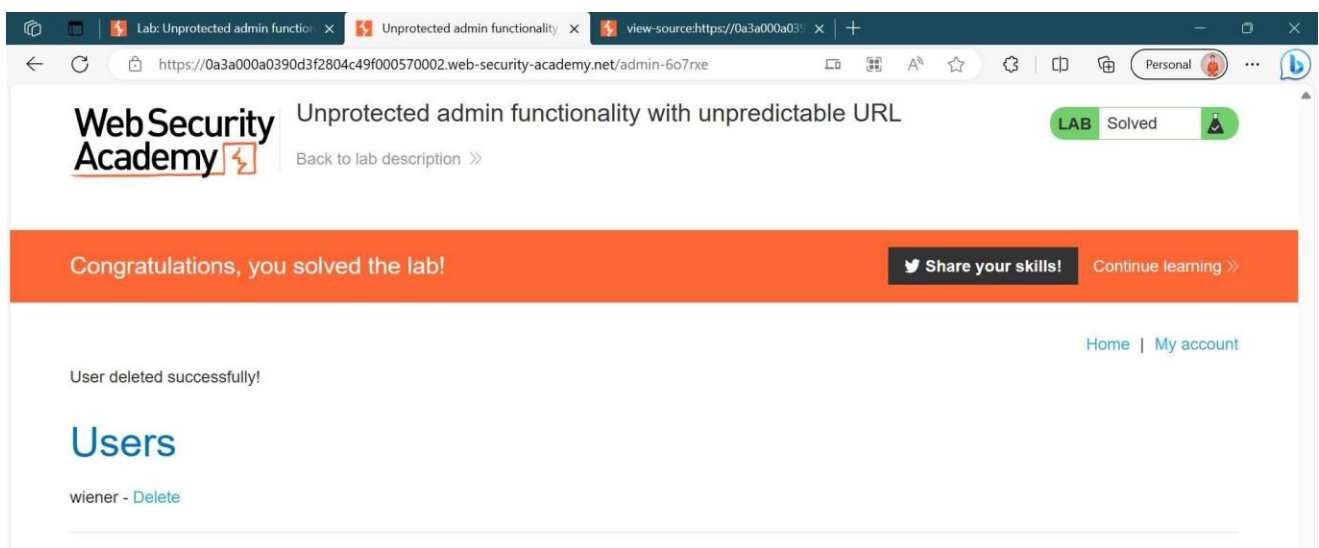 Lab: Unprotected admin function
Unprotected admin functionality
view-source:https://0a3a000a039
https://0a3a000a0390d3f2804c49f000570002.web-security-academy.net/admin-6o7rxe
Personal
Web Security
Academy
Unprotected admin functionality with unpredictable URL
Back to lab description
LAB Solved
Congratulations, you solved the lab!
Share your skills!
Continue learning
Home | My account
User deleted successfully!
Users
wiener - Delete